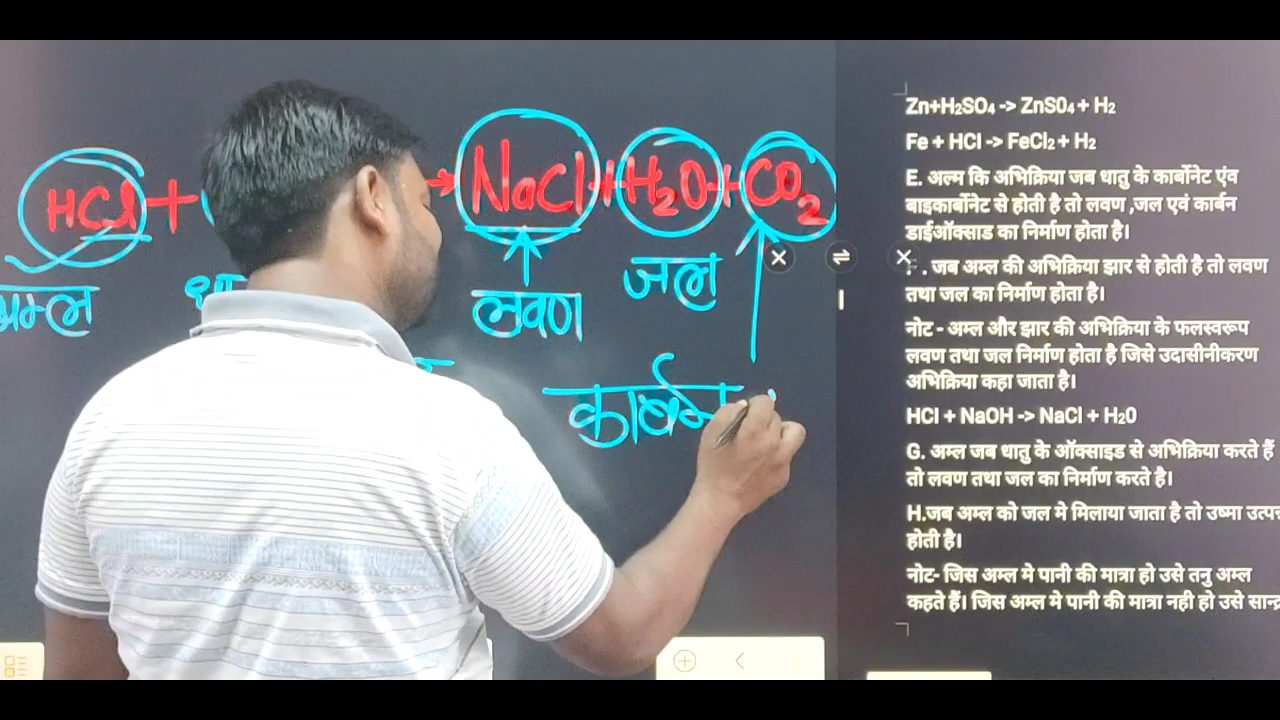 HCl + → NaCl + H₂O + CO₂
अम्ल
लवण
जल
कार्बन
Zn+H₂SO₄ -> ZnS0₄ + H₂
Fe + HCl -> FeCl₂ + H₂
E. अल्म कि अभिक्रिया जब धातु के कार्बोनेट एंव
बाइकार्बोनेट से होती है तो लवण ,जल एवं कार्बन
डाईऑक्साड का निर्माण होता है।
. जब अम्ल की अभिक्रिया झार से होती है तो लवण
तथा जल का निर्माण होता है।
नोट - अम्ल और झार की अभिक्रिया के फलस्वरूप
लवण तथा जल निर्माण होता है जिसे उदासीनीकरण
अभिक्रिया कहा जाता है।
HCl + NaOH -> NaCl + H₂0
G. अम्ल जब धातु के ऑक्साइड से अभिक्रिया करते हैं
तो लवण तथा जल का निर्माण करते है।
H.जब अम्ल को जल मे मिलाया जाता है तो उष्मा
होती है।
नोट- जिस अम्ल मे पानी की मात्रा हो उसे तनु अम्ल
कहते हैं। जिस अम्ल मे पानी की मात्रा नही हो उसे